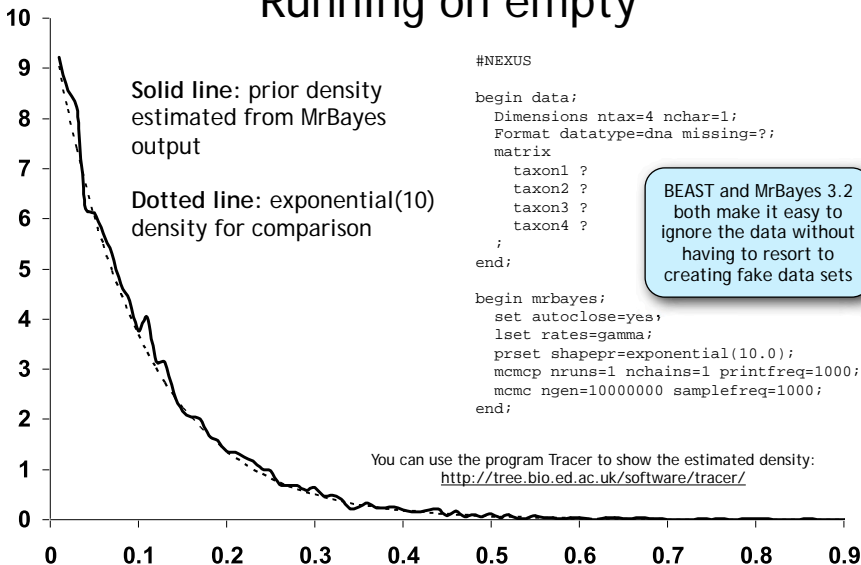 Running on empty
10
9
8
7
6
5
4
3
2
1
0
Solid line: prior density
estimated from MrBayes
output
Dotted line: exponential(10)
density for comparison
#NEXUS
begin data;
Dimensions ntax=4 nchar=1;
Format datatype=dna missing=?;
matrix
taxon1 ?
taxon2 ?
taxon3 ?
taxon4 ?
;
end;
BEAST and MrBayes 3.2
both make it easy to
ignore the data without
having to resort to
creating fake data sets
begin mrbayes;
set autoclose=yes;
lset rates=gamma;
prset shapepr=exponential(10.0);
mcmcp nruns=1 nchains=1 printfreq=1000;
mcmc ngen=10000000 samplefreq=1000;
end;
You can use the program Tracer to show the estimated density:
http://tree.bio.ed.ac.uk/software/tracer/
0 0.1 0.2 0.3 0.4 0.5 0.6 0.7 0.8 0.9